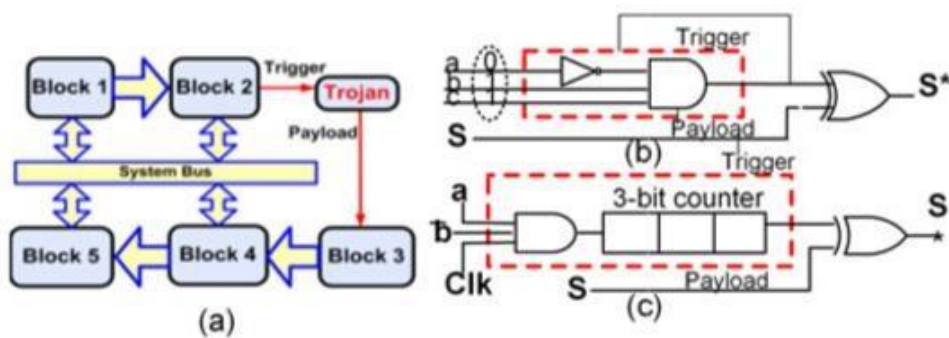 Block 1
Block 2
Trigger
Trojan
Payload
System Bus
Block 5
Block 4
Block 3
(a)
Trigger
a
b
c
0
1
1
S*
Payload
S
(b)
Trigger
a
3-bit counter
b
S
*
Clk
S
Payload
(c)